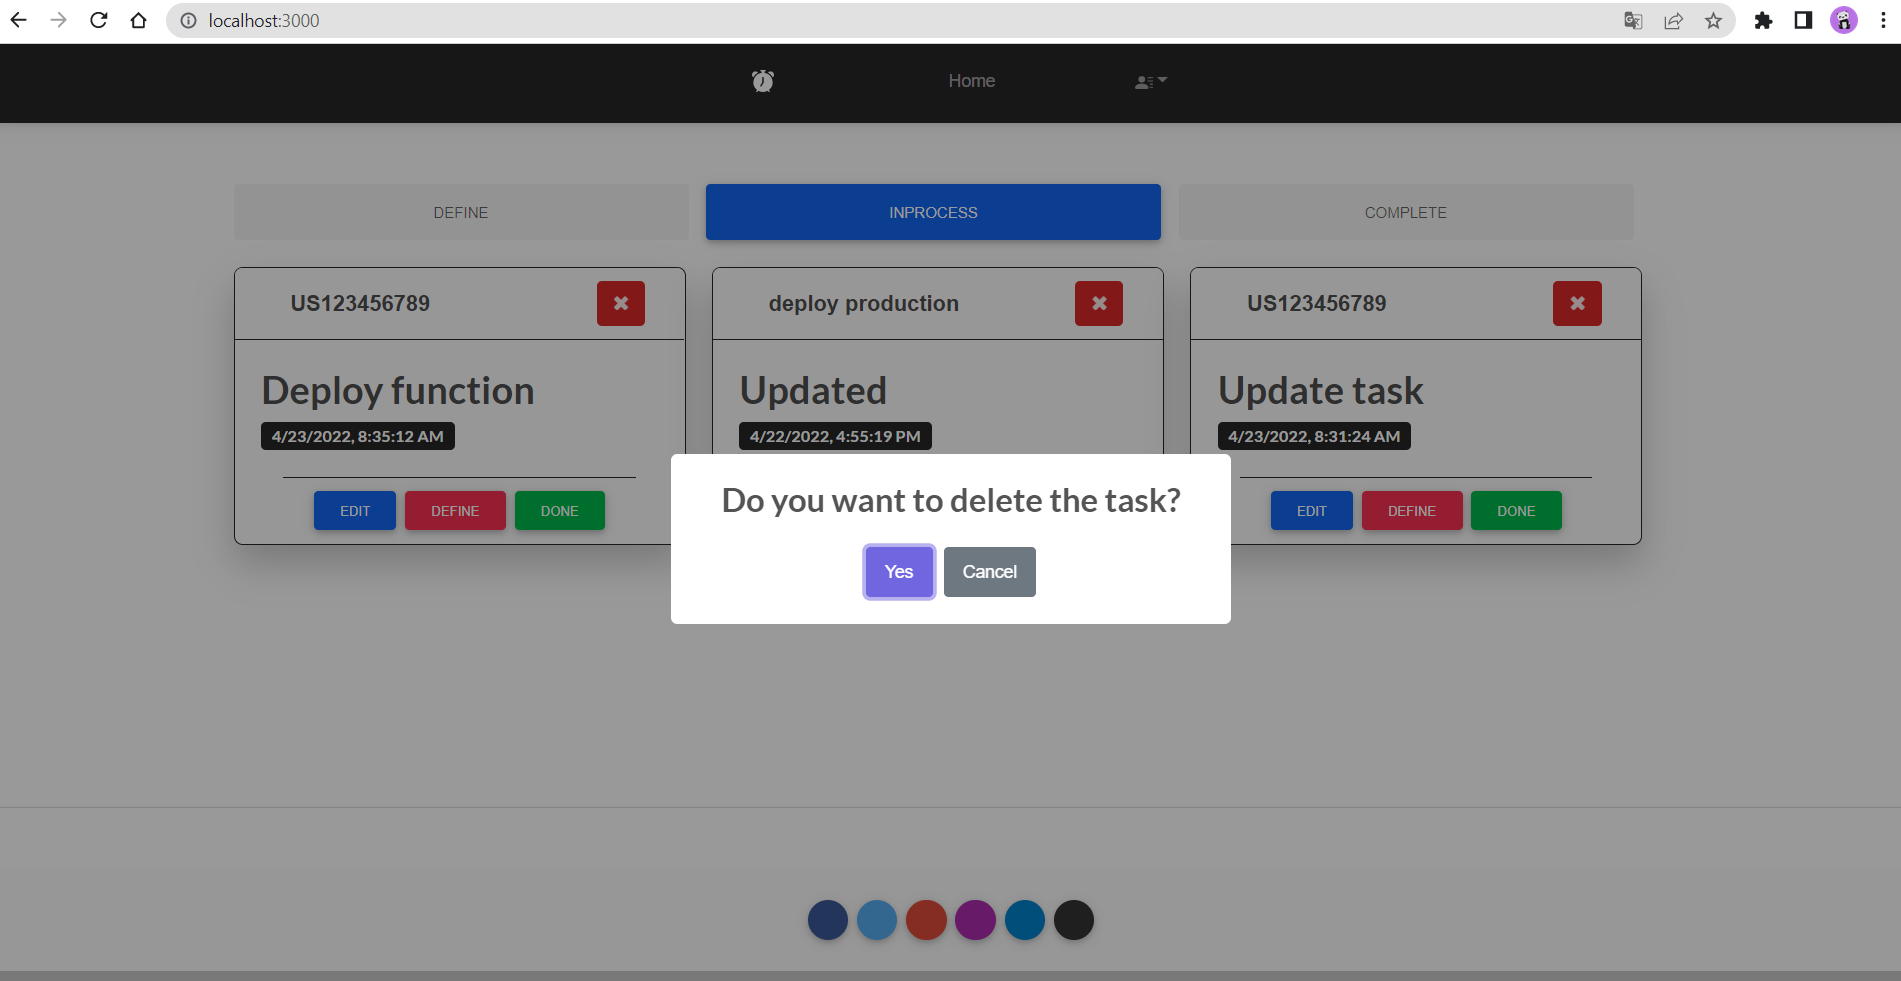 localhost:3000
Home
DEFINE
INPROCESS
COMPLETE
US123456789
deploy production
US123456789
Deploy function
Updated
Update task
4/23/2022, 8:35:12 AM
4/22/2022, 4:55:19 PM
4/23/2022, 8:31:24 AM
Do you want to delete the task?
EDIT
DEFINE
DONE
EDIT
DEFINE
DONE
Yes
Cancel